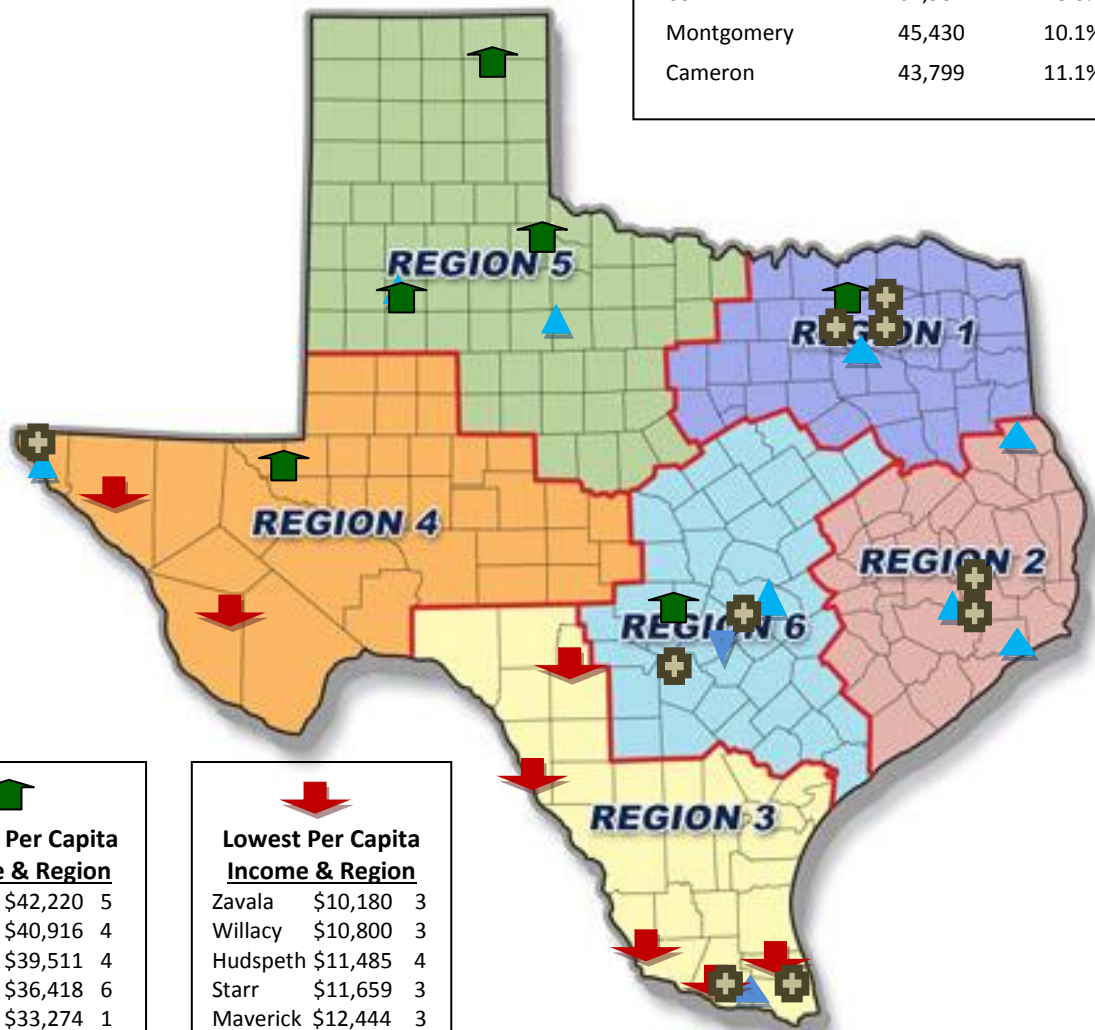 Montgomery 45,430 10.1%
Cameron 43,799 11.1%
REGION 5
REGION 1
REGION 4
REGION 2
REGION 6
REGION 3
Per Capita
& Region
$42,220 5
$40,916 4
$39,511 4
$36,418 6
$33,274 1
Lowest Per Capita
Income & Region
Zavala $10,180 3
Willacy $10,800 3
Hudspeth $11,485 4
Starr $11,659 3
Maverick $12,444 3